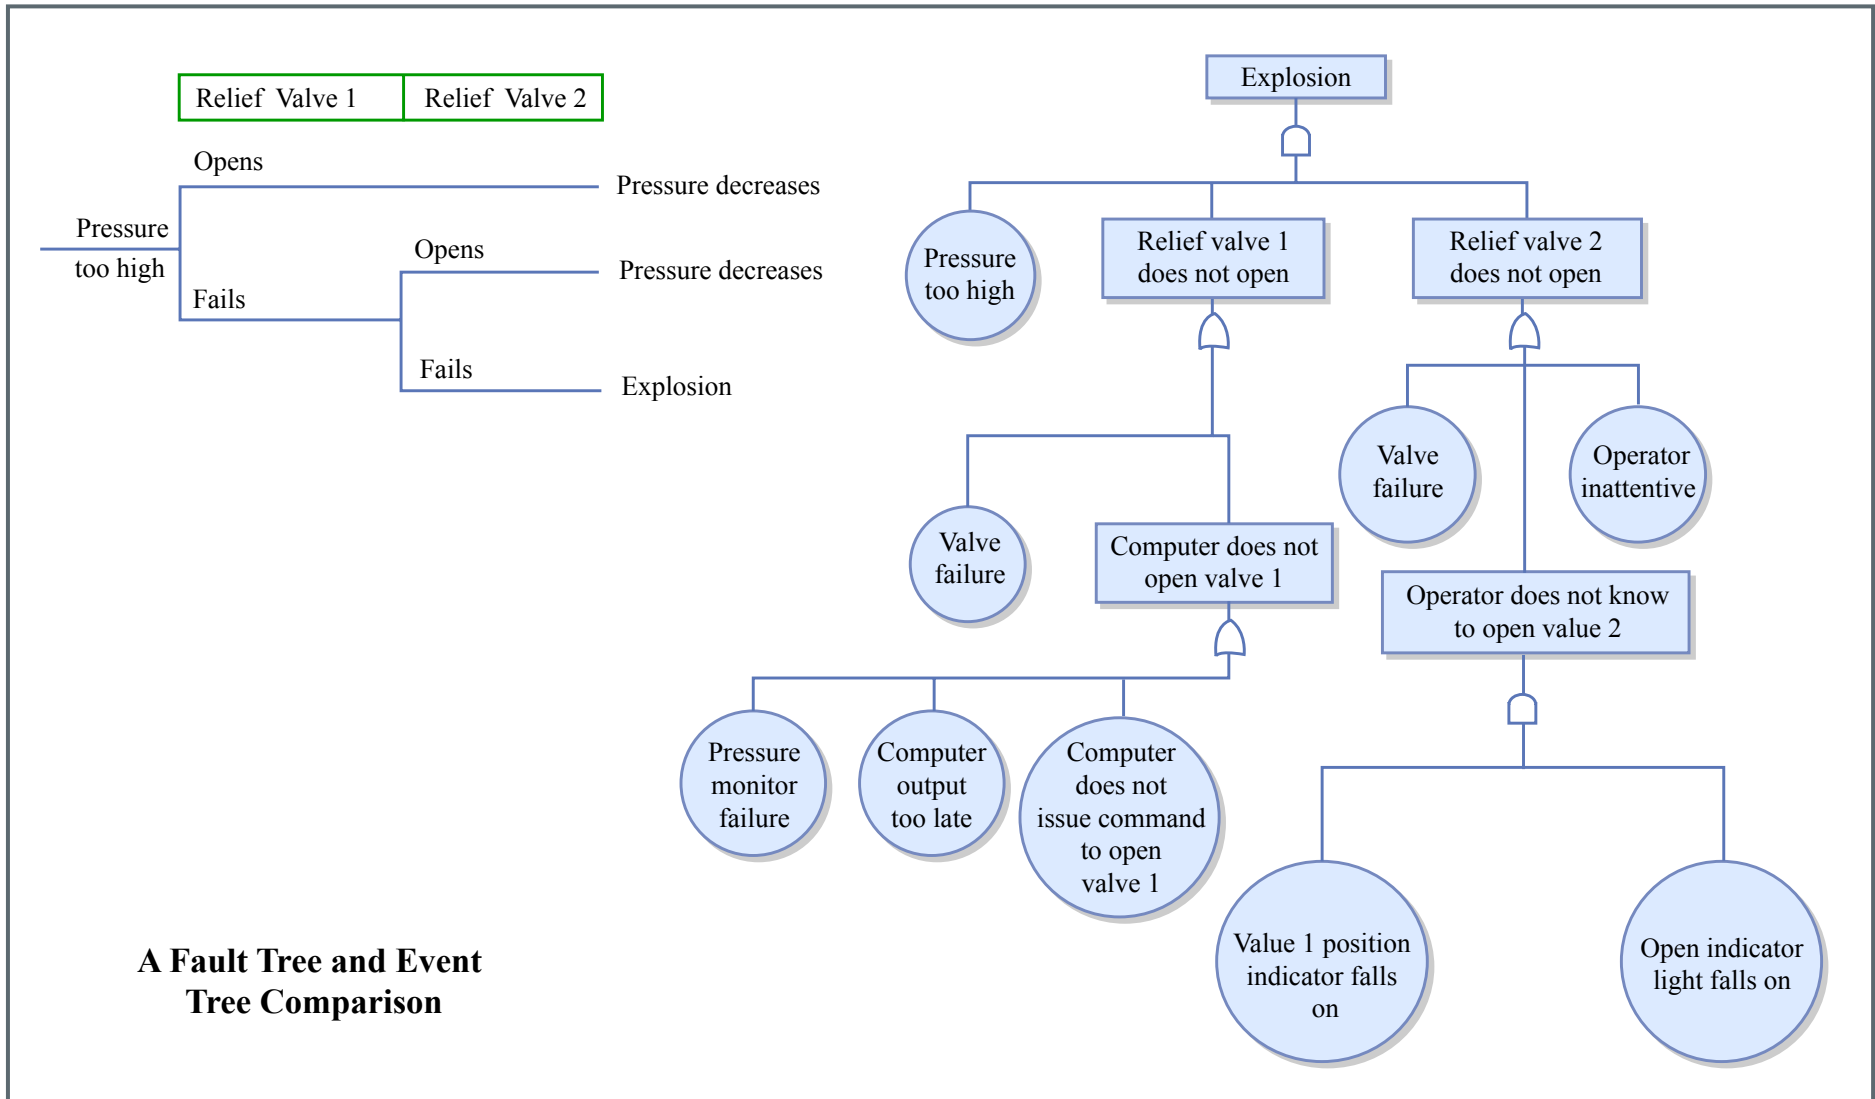 Relief Valve 1
Relief Valve 2
Opens
Pressure decreases
Pressure
too high
Opens
Pressure decreases
Fails
Fails
Explosion
Explosion
Pressure
too high
Relief valve 1
does not open
Relief valve 2
does not open
Valve
failure
Operator
inattentive
Valve
failure
Computer does not
open valve 1
Operator does not know
to open value 2
Pressure
monitor
failure
Computer
output
too late
Computer
does not
issue command
to open
valve 1
Value 1 position
indicator falls
on
Open indicator
light falls on
A Fault Tree and Event
Tree Comparison